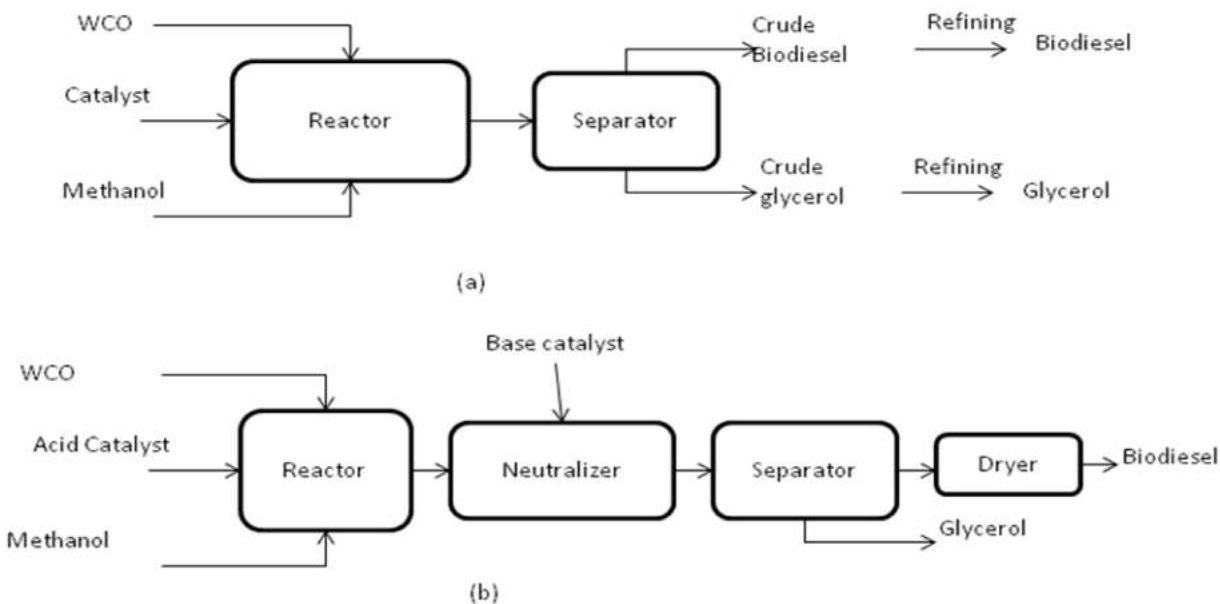 WCO
Catalyst
Methanol
Reactor
Separator
Crude
Biodiesel
Refining
Biodiesel
Crude
glycerol
Refining
Glycerol
(a)
Base catalyst
WCO
Acid Catalyst
Methanol
Reactor
Neutralizer
Separator
Dryer
Biodiesel
Glycerol
(b)